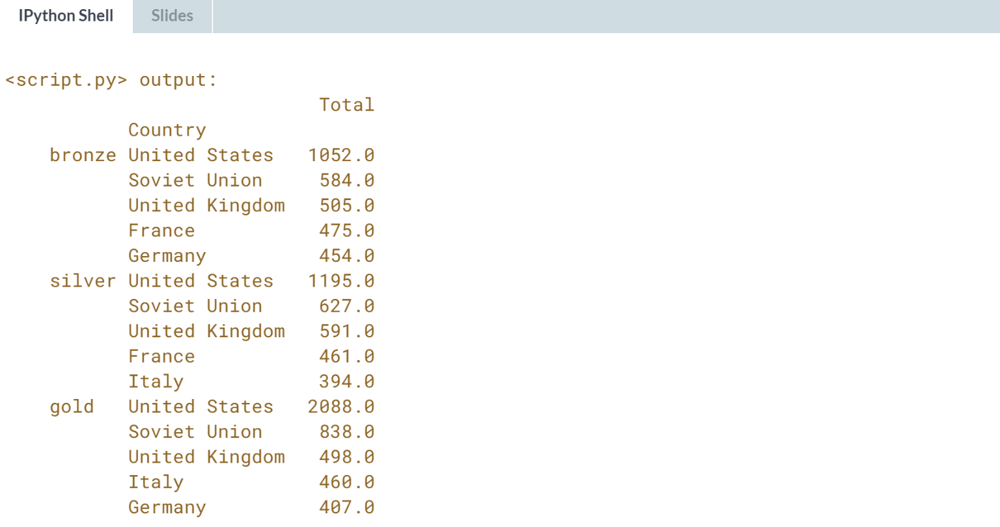 IPython Shell Slides
<script.py> output:
Total
Country
bronze United States 1052.0
Soviet Union 584.0
United Kingdom 505.0
France 475.0
Germany 454.0
silver United States 1195.0
Soviet Union 627.0
United Kingdom 591.0
France 461.0
Italy 394.0
gold United States 2088.0
Soviet Union 838.0
United Kingdom 498.0
Italy 460.0
Germany 407.0